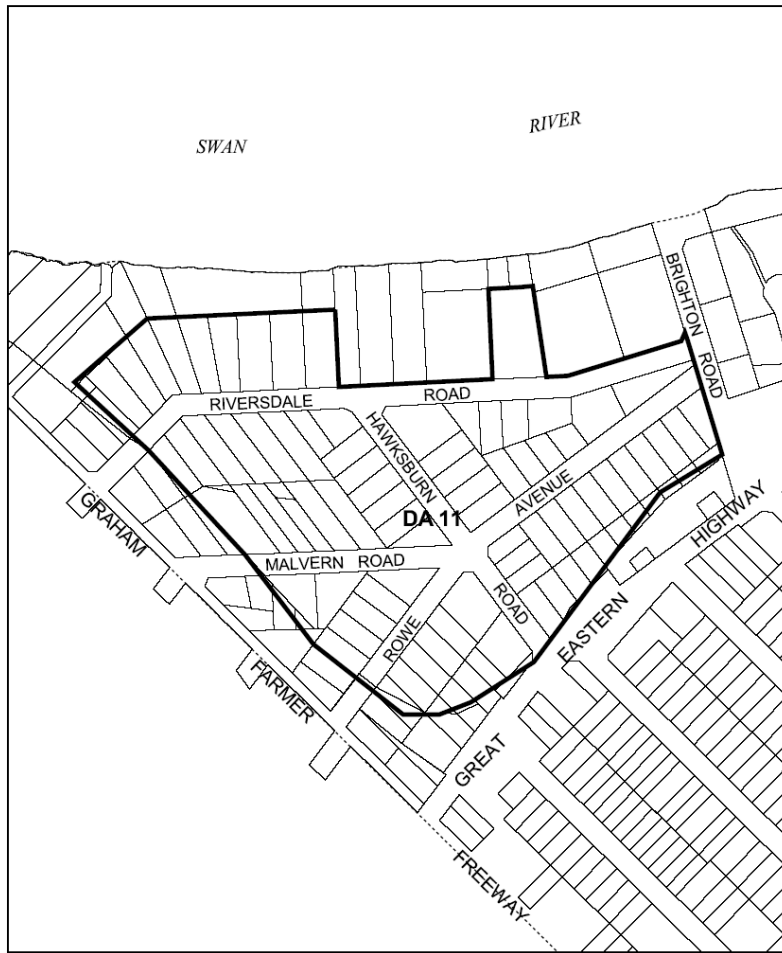 SWAN
RIVER
BRIGHTON ROAD
RIVERSDALE ROAD
HAWKSBURN ROAD
DA 11
ROWE AVENUE
MALVERN ROAD
GREAT EASTERN HIGHWAY
GRAHAM FARMER FREEWAY